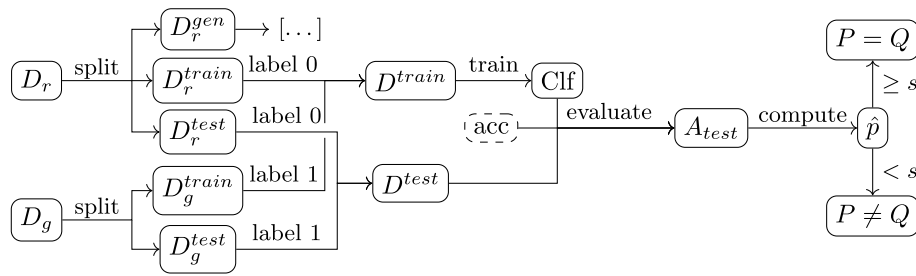 D_r^{gen} [...] P = Q
D_r split D_r^{train} label 0 D^{train} train Clf ≥ s
D_r^{test} label 0 acc evaluate A_{test} compute p̂
D_g^{train} label 1 D^{test} < s
D_g split P ≠ Q
D_g^{test} label 1